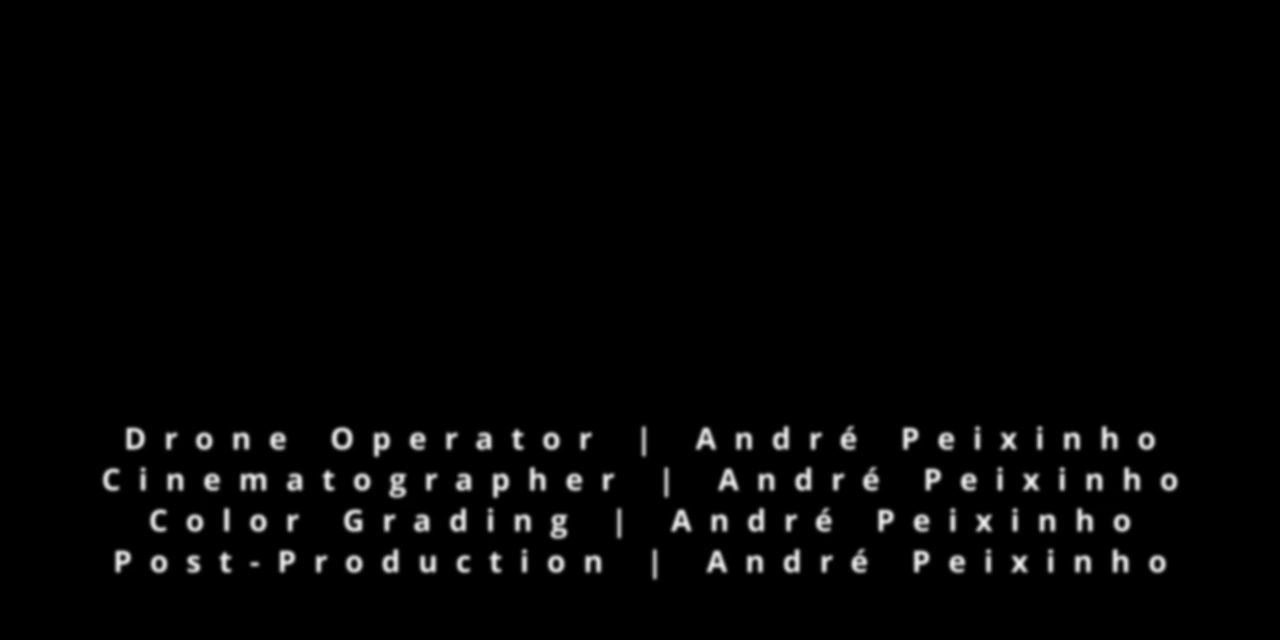 Drone Operator | André Peixinho
Cinematographer | André Peixinho
Color Grading | André Peixinho
Post-Production | André Peixinho